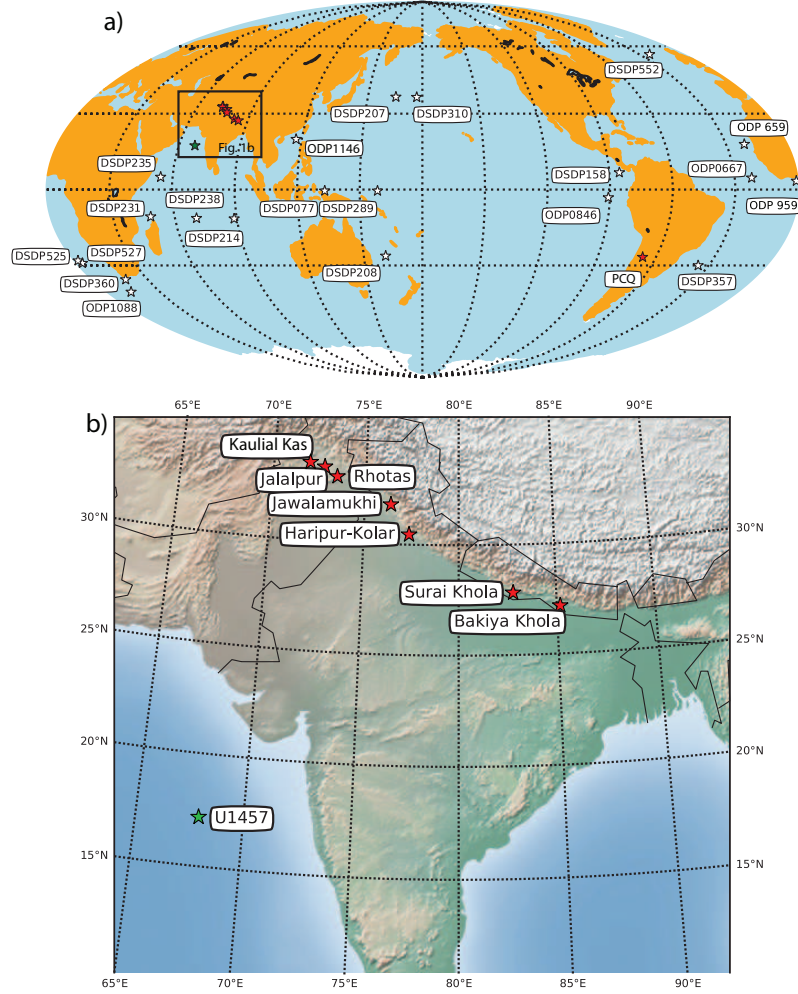 a)
DSDP552
DSDP207
DSDP310
ODP 659
Fig. 1b
ODP1146
DSDP235
DSDP158
ODP0667
DSDP238
DSDP231
DSDP077
DSDP289
ODP 959
ODP0846
DSDP214
DSDP525
DSDP527
DSDP208
DSDP360
PCQ
DSDP357
ODP1088
b)
65°E 70°E 75°E 80°E 85°E 90°E
Kaulial Kas
Jalalpur
Rhotas
Jawalamukhi
30°N
30°N
Haripur-Kolar
Surai Khola
Bakiya Khola
25°N
25°N
20°N
20°N
U1457
15°N
15°N
65°E 70°E 75°E 80°E 85°E 90°E